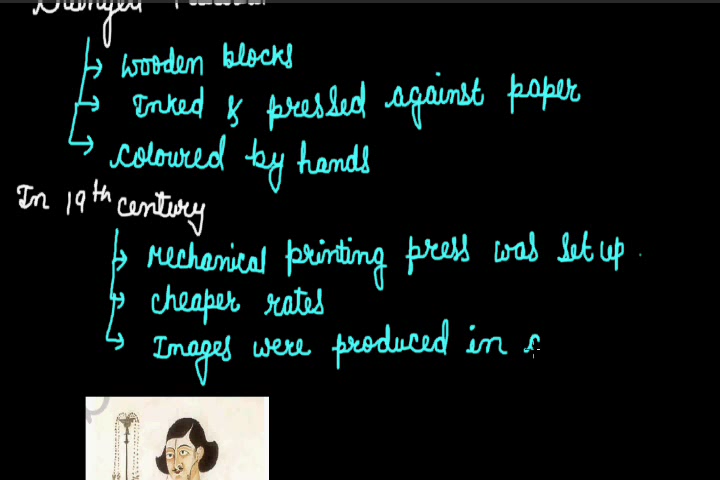 wooden blocks
Inked & pressed against paper
coloured by hands
In 19th century
Mechanical printing press was set up.
cheaper rates
Images were produced in